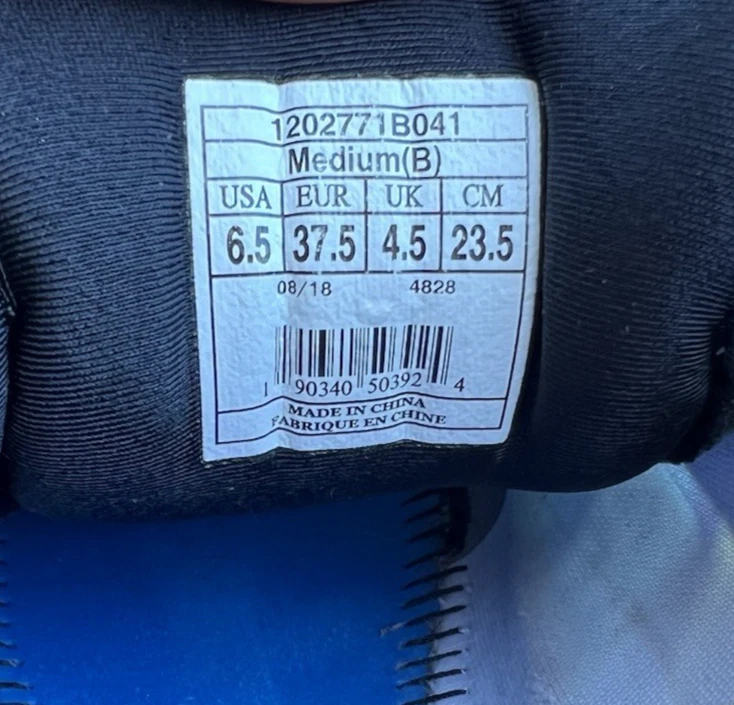 1202771B041
Medium(B)
USA EUR UK CM
6.5 37.5 4.5 23.5
08/18 4828
1 90340 50392 4
MADE IN CHINA
FABRIQUE EN CHINE